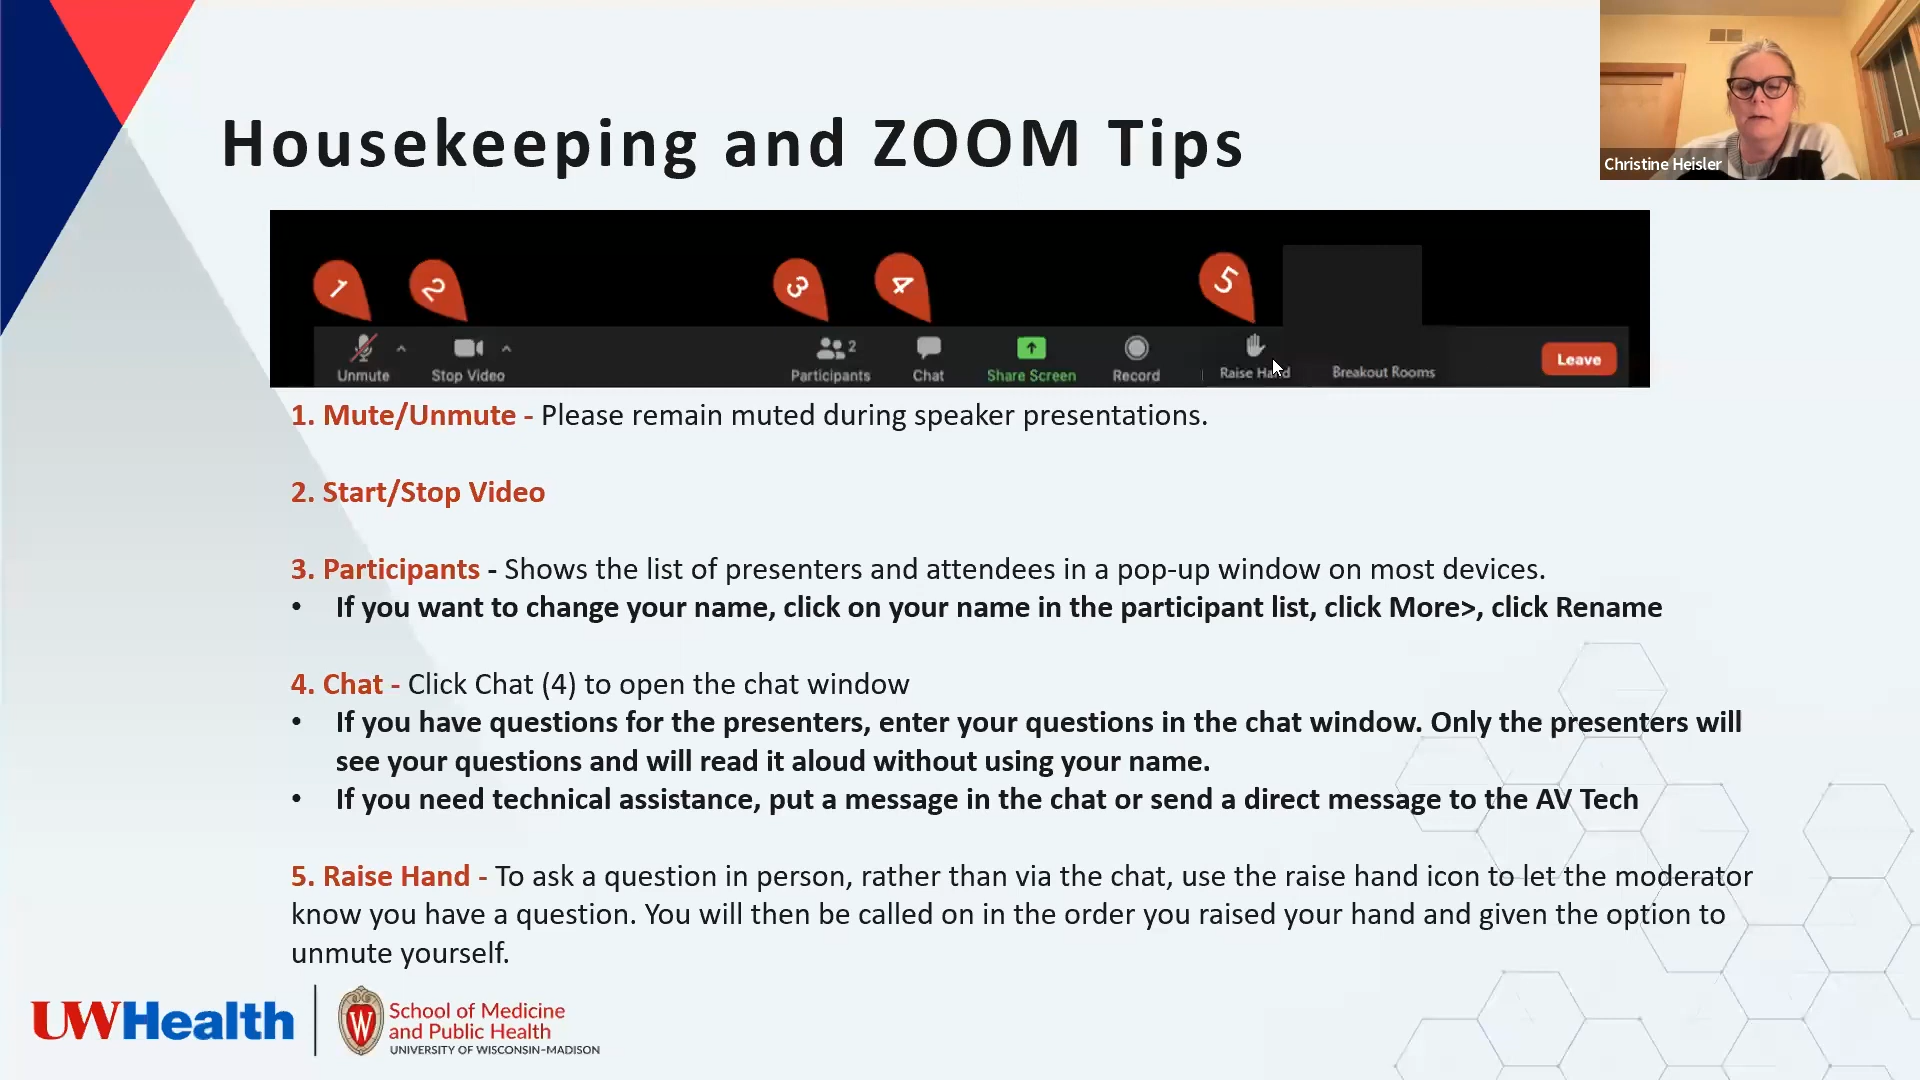 Housekeeping and ZOOM Tips
Christine Heisler
1 2 3 4 5
2
Unmute Stop Video Participants Chat Share Screen Record Raise Hand Breakout Rooms Leave
1. Mute/Unmute - Please remain muted during speaker presentations.
2. Start/Stop Video
3. Participants - Shows the list of presenters and attendees in a pop-up window on most devices.
• If you want to change your name, click on your name in the participant list, click More>, click Rename
4. Chat - Click Chat (4) to open the chat window
• If you have questions for the presenters, enter your questions in the chat window. Only the presenters will
see your questions and will read it aloud without using your name.
• If you need technical assistance, put a message in the chat or send a direct message to the AV Tech
5. Raise Hand - To ask a question in person, rather than via the chat, use the raise hand icon to let the moderator
know you have a question. You will then be called on in the order you raised your hand and given the option to
unmute yourself.
UWHealth
W
School of Medicine
and Public Health
UNIVERSITY OF WISCONSIN–MADISON